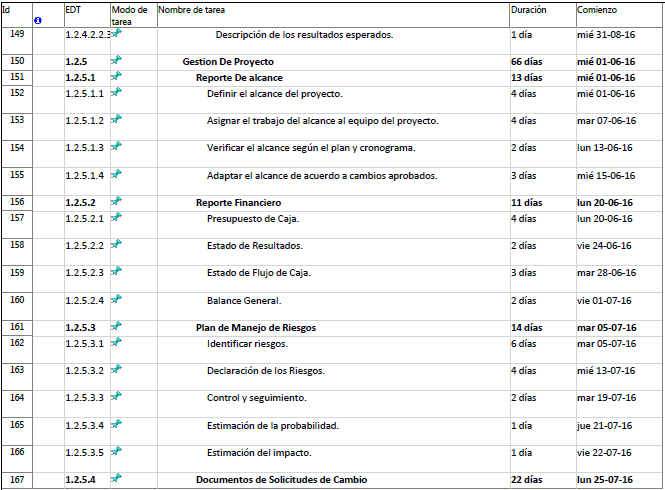 Id EDT Modo de tarea Nombre de tarea Duración Comienzo
149 1.2.4.2.2.3 Descripción de los resultados esperados. 1 día mié 31-08-16
150 1.2.5 Gestion De Proyecto 66 días mié 01-06-16
151 1.2.5.1 Reporte De alcance 13 días mié 01-06-16
152 1.2.5.1.1 Definir el alcance del proyecto. 4 días mié 01-06-16
153 1.2.5.1.2 Asignar el trabajo del alcance al equipo del proyecto. 4 días mar 07-06-16
154 1.2.5.1.3 Verificar el alcance según el plan y cronograma. 2 días lun 13-06-16
155 1.2.5.1.4 Adaptar el alcance de acuerdo a cambios aprobados. 3 días mié 15-06-16
156 1.2.5.2 Reporte Financiero 11 días lun 20-06-16
157 1.2.5.2.1 Presupuesto de Caja. 4 días lun 20-06-16
158 1.2.5.2.2 Estado de Resultados. 2 días vie 24-06-16
159 1.2.5.2.3 Estado de Flujo de Caja. 3 días mar 28-06-16
160 1.2.5.2.4 Balance General. 2 días vie 01-07-16
161 1.2.5.3 Plan de Manejo de Riesgos 14 días mar 05-07-16
162 1.2.5.3.1 Identificar riesgos. 6 días mar 05-07-16
163 1.2.5.3.2 Declaración de los Riesgos. 4 días mié 13-07-16
164 1.2.5.3.3 Control y seguimiento. 2 días mar 19-07-16
165 1.2.5.3.4 Estimación de la probabilidad. 1 día jue 21-07-16
166 1.2.5.3.5 Estimación del impacto. 1 día vie 22-07-16
167 1.2.5.4 Documentos de Solicitudes de Cambio 22 días lun 25-07-16